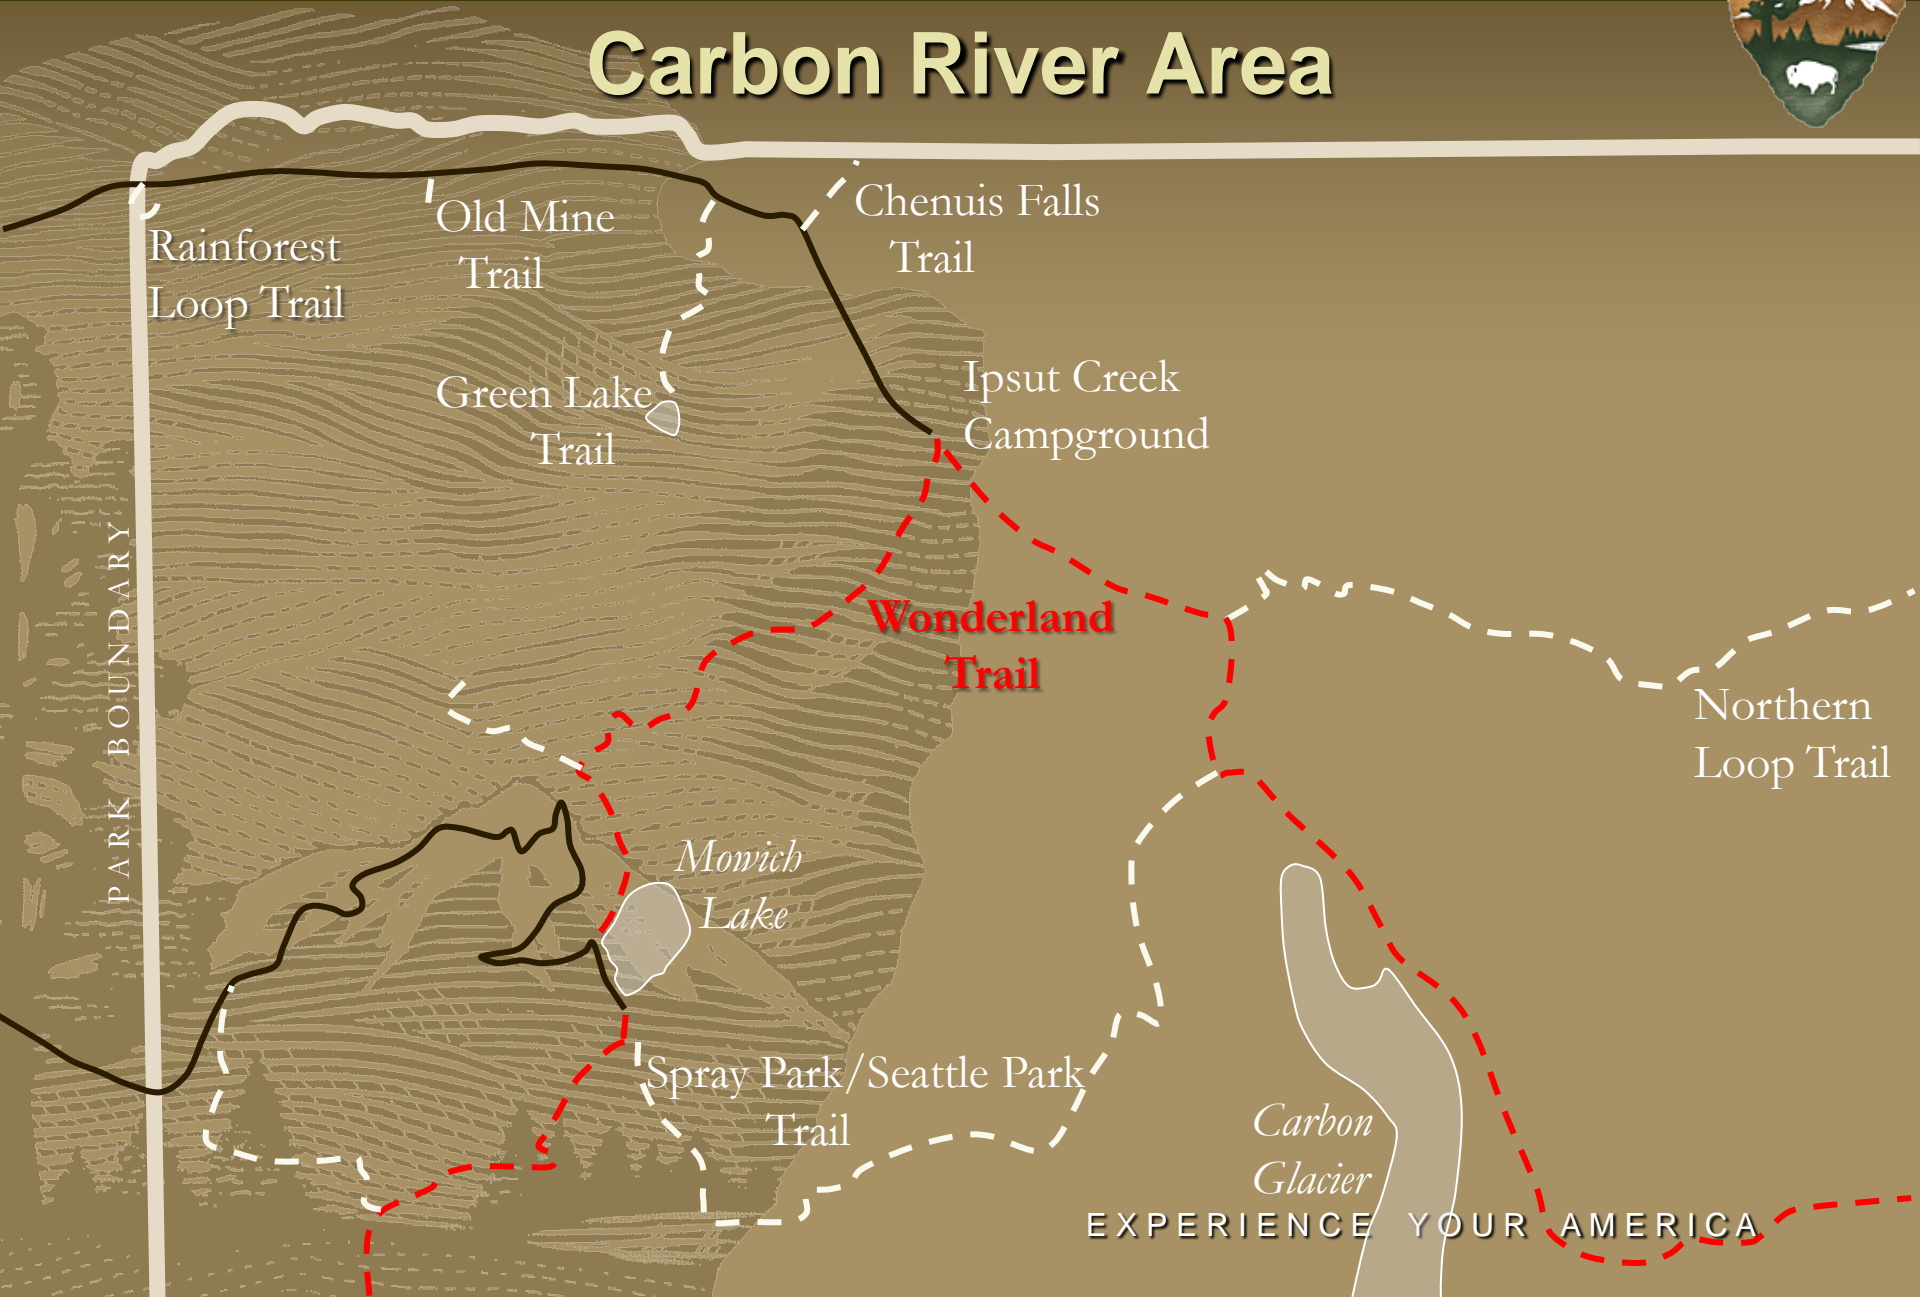 Carbon River Area
Chenuis Falls
Trail
Old Mine
Trail
Rainforest
Loop Trail
Green Lake
Trail
Ipsut Creek
Campground
PARK BOUNDARY
Wonderland
Trail
Northern
Loop Trail
Mowich
Lake
Spray Park/Seattle Park
Trail
Carbon
Glacier
EXPERIENCE YOUR AMERICA